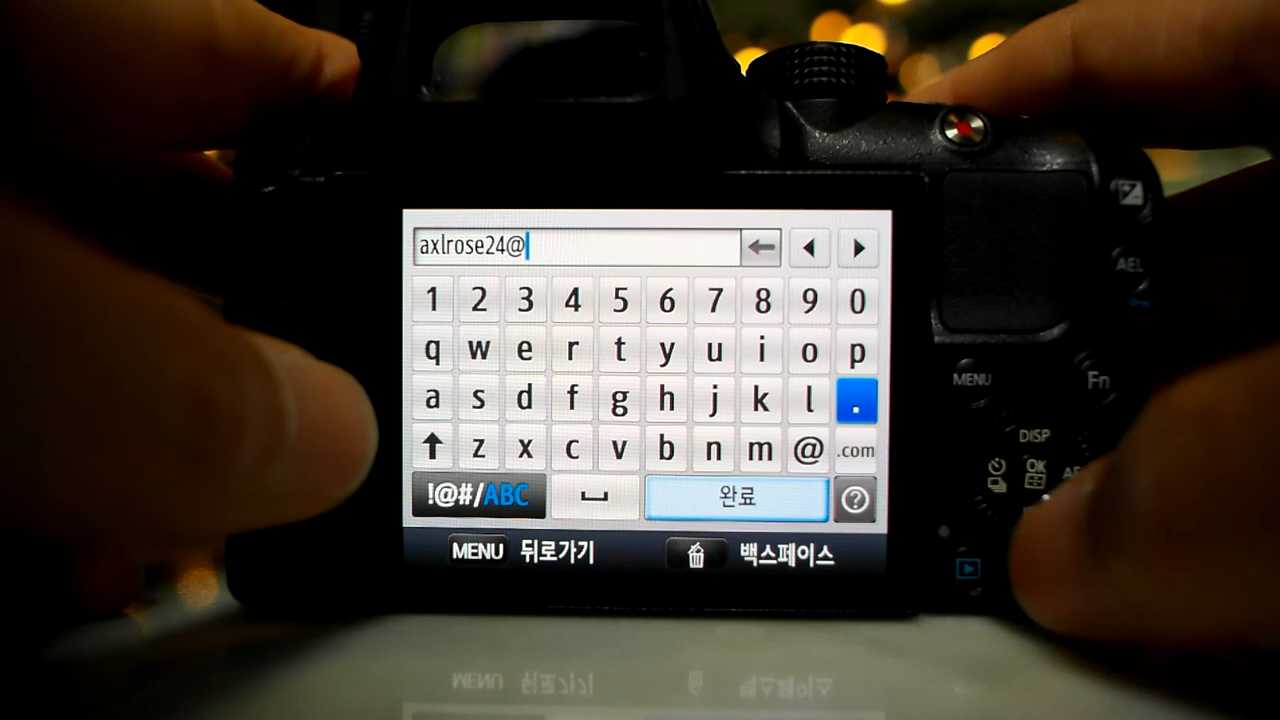 axlrose24@
1 2 3 4 5 6 7 8 9 0
q w e r t y u i o p
a s d f g h j k l .
z x c v b n m @ .com
!@#/ABC 완료 ?
MENU 뒤로가기 백스페이스
AEL
MENU Fn
DISP
OK AF